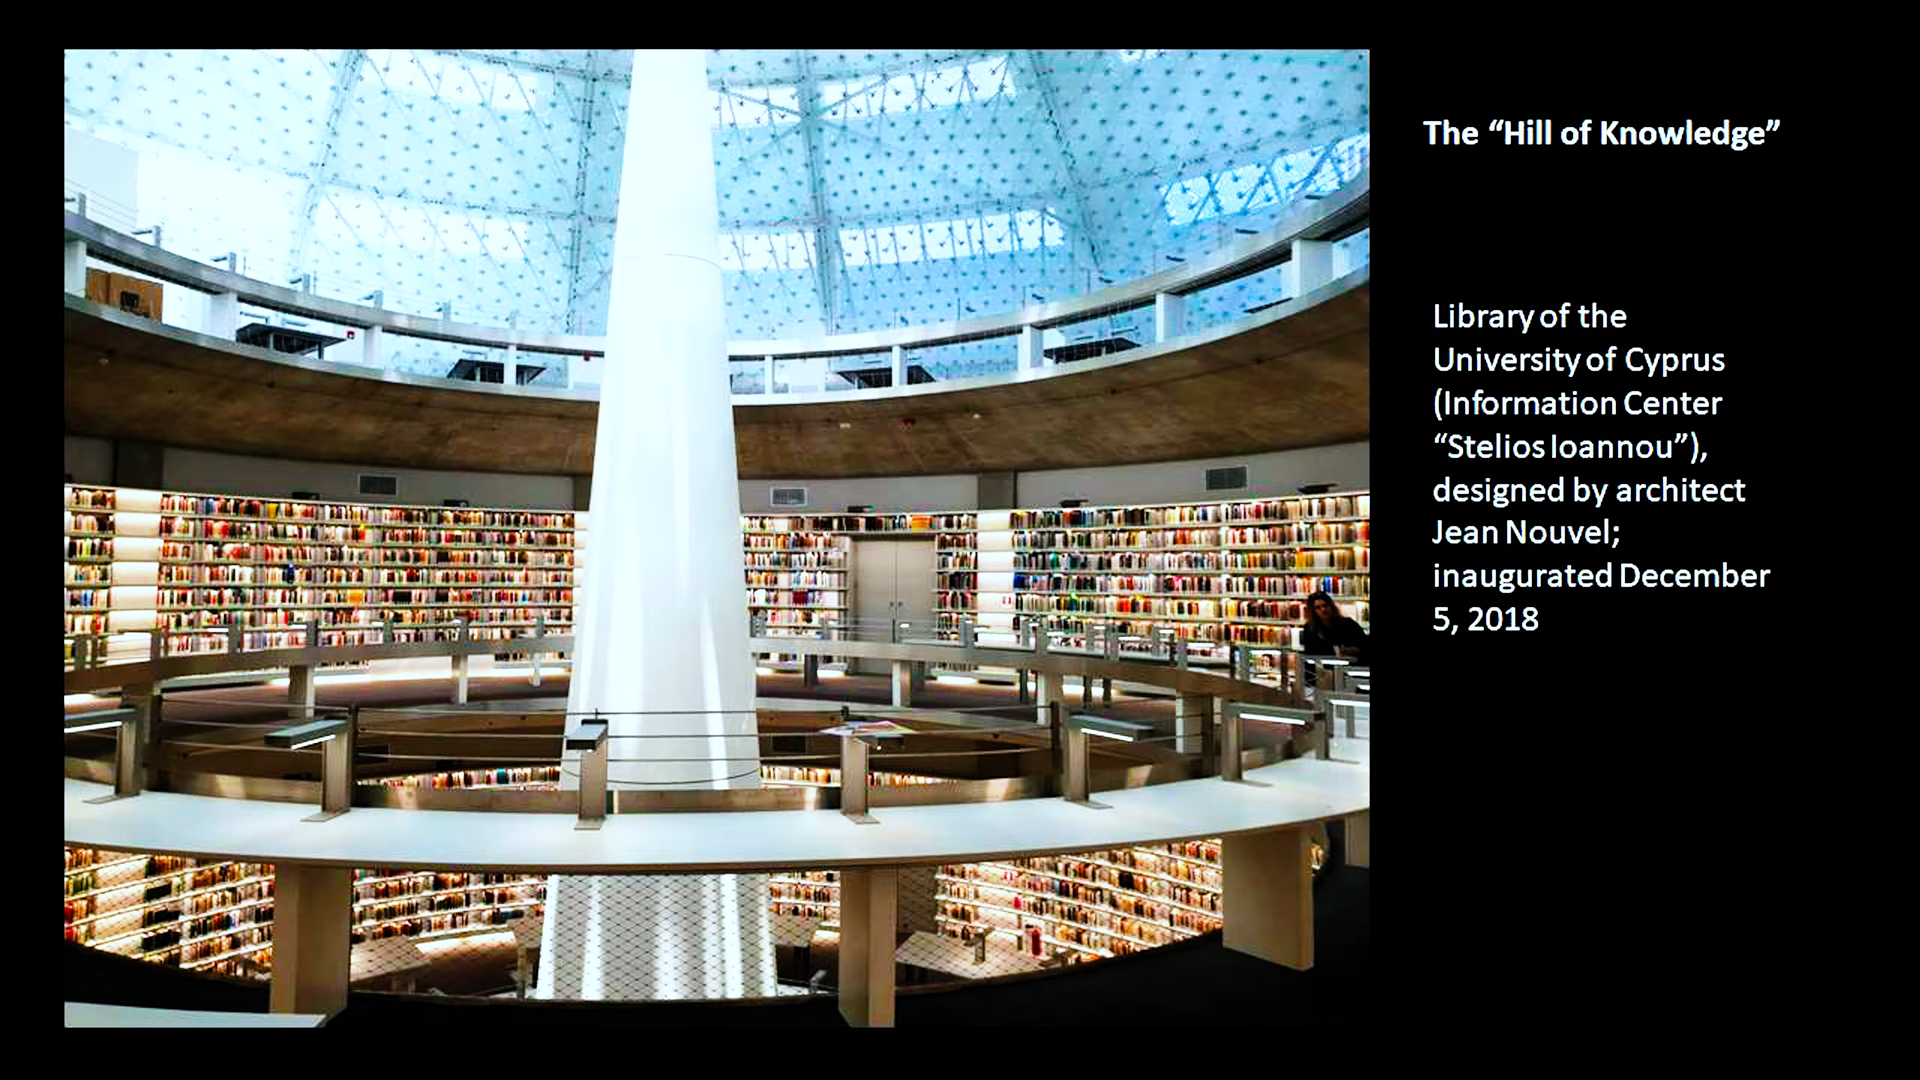 The “Hill of Knowledge”
Library of the
University of Cyprus
(Information Center
“Stelios Ioannou”),
designed by architect
Jean Nouvel;
inaugurated December
5, 2018